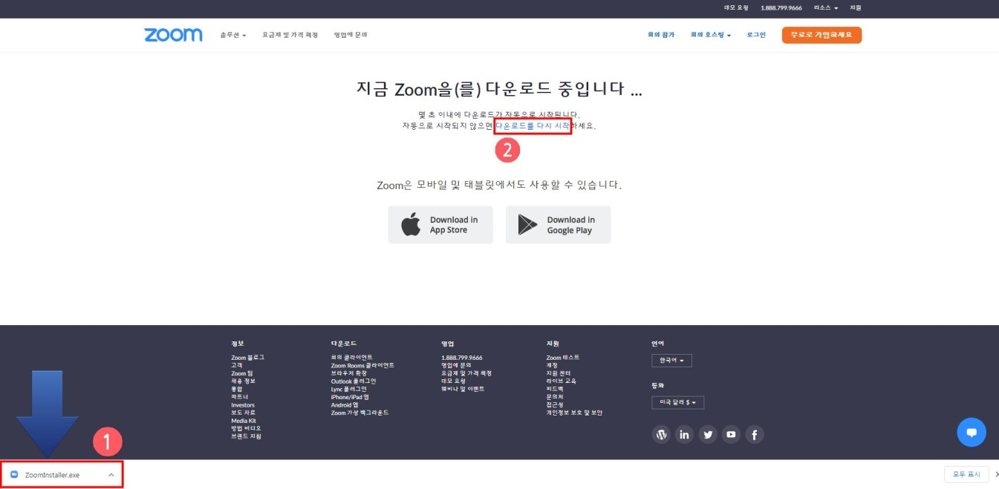 데모 요청 1.888.799.9666 리소스 지원
zoom 솔루션 요금제 및 가격 책정 영업에 문의 회의 참가 회의 호스팅 로그인 무료로 가입하세요
지금 Zoom을(를) 다운로드 중입니다 ...
몇 초 이내에 다운로드가 자동으로 시작됩니다.
자동으로 시작되지 않으면 다운로드를 다시 시작하세요.
2
Zoom은 모바일 및 태블릿에서도 사용할 수 있습니다.
Download in
App Store
Download in
Google Play
정보
Zoom 블로그
고객
Zoom 팀
채용 정보
통합
파트너
Investors
보도 자료
Media Kit
방법 비디오
브랜드 지침
다운로드
회의 클라이언트
Zoom Rooms 클라이언트
브라우저 확장
Outlook 플러그인
Lync 플러그인
iPhone/iPad 앱
Android 앱
Zoom 가상 백그라운드
영업
1.888.799.9666
영업에 문의
요금제 및 가격 책정
데모 요청
웨비나 및 이벤트
지원
Zoom 테스트
계정
지원 센터
라이브 교육
피드백
문의처
접근성
개인정보 보호 및 보안
언어
한국어
통화
미국 달러 $
1
ZoomInstaller.exe
모두 표시